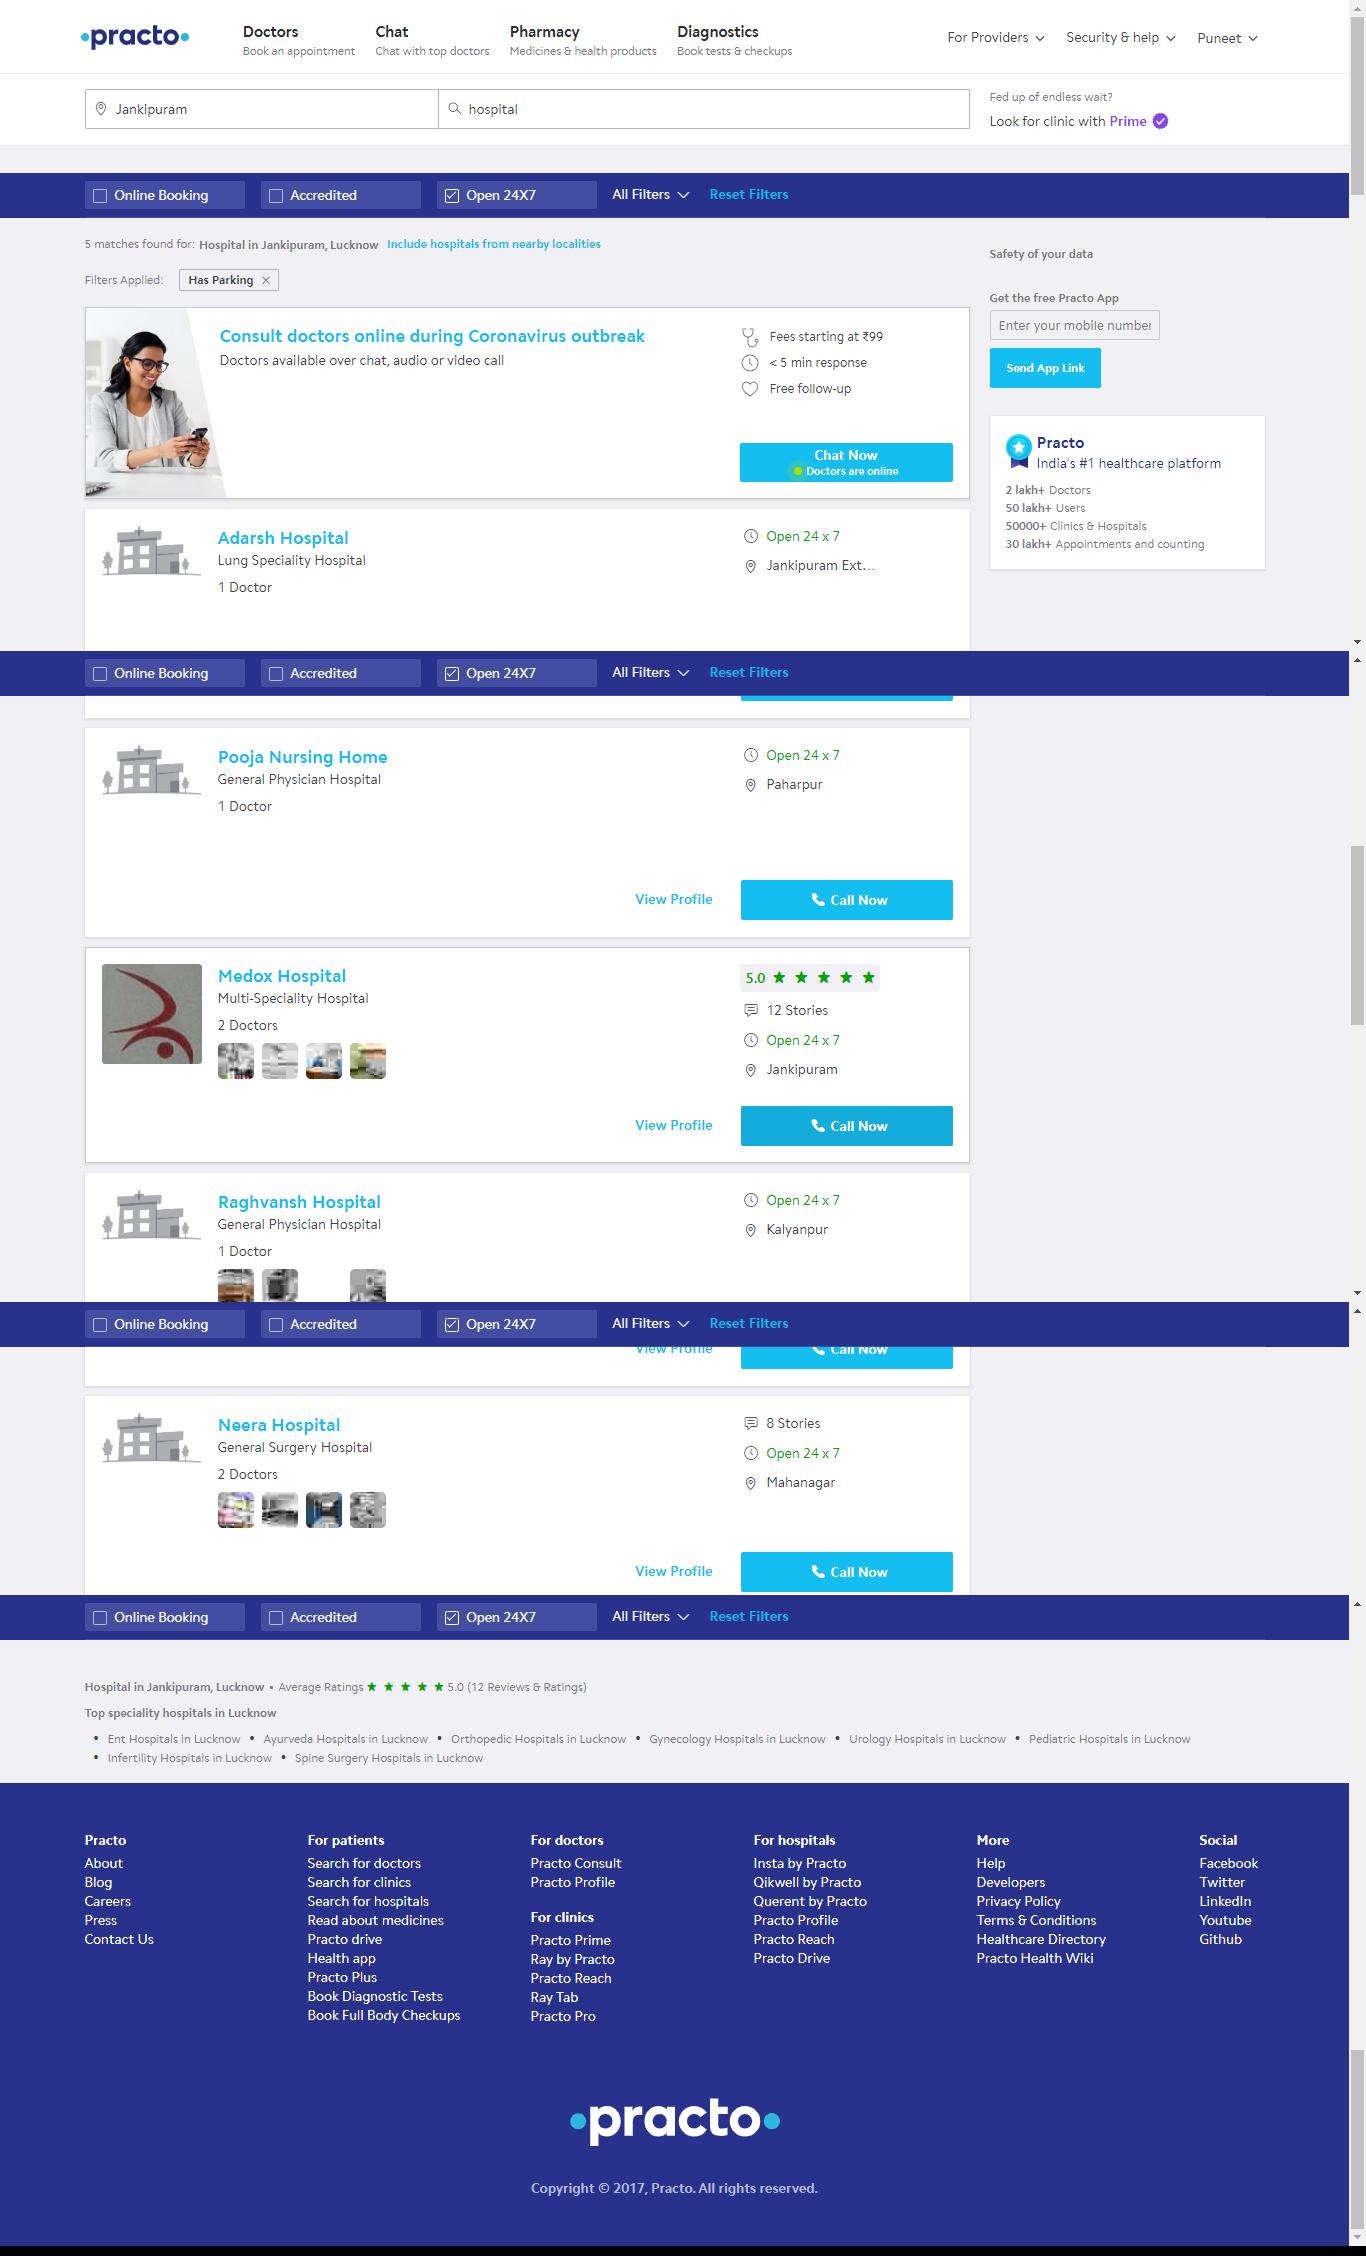 practo
Doctors
Book an appointment
Chat
Chat with top doctors
Pharmacy
Medicines & health products
Diagnostics
Book tests & checkups
For Providers
Security & help
Puneet
Jankipuram
hospital
Fed up of endless wait?
Look for clinic with Prime
Online Booking
Accredited
Open 24X7
All Filters
Reset Filters
5 matches found for: Hospital in Jankipuram, Lucknow Include hospitals from nearby localities
Filters Applied: Has Parking
Safety of your data
Get the free Practo App
Enter your mobile number
Send App Link
Practo
India's #1 healthcare platform
2 lakh+ Doctors
50 lakh+ Users
50000+ Clinics & Hospitals
30 lakh+ Appointments and counting
Consult doctors online during Coronavirus outbreak
Doctors available over chat, audio or video call
Fees starting at ₹99
< 5 min response
Free follow-up
Chat Now
Doctors are online
Adarsh Hospital
Lung Speciality Hospital
1 Doctor
Open 24 x 7
Jankipuram Ext...
Online Booking
Accredited
Open 24X7
All Filters
Reset Filters
Pooja Nursing Home
General Physician Hospital
1 Doctor
Open 24 x 7
Paharpur
View Profile
Call Now
Medox Hospital
Multi-Speciality Hospital
2 Doctors
5.0
12 Stories
Open 24 x 7
Jankipuram
View Profile
Call Now
Raghvansh Hospital
General Physician Hospital
1 Doctor
Open 24 x 7
Kalyanpur
Online Booking
Accredited
Open 24X7
All Filters
Reset Filters
View Profile
Call Now
Neera Hospital
General Surgery Hospital
2 Doctors
8 Stories
Open 24 x 7
Mahanagar
View Profile
Call Now
Online Booking
Accredited
Open 24X7
All Filters
Reset Filters
Hospital in Jankipuram, Lucknow • Average Ratings ★ ★ ★ ★ ★ 5.0 (12 Reviews & Ratings)
Top speciality hospitals in Lucknow
• Ent Hospitals in Lucknow • Ayurveda Hospitals in Lucknow • Orthopedic Hospitals in Lucknow • Gynecology Hospitals in Lucknow • Urology Hospitals in Lucknow • Pediatric Hospitals in Lucknow
• Infertility Hospitals in Lucknow • Spine Surgery Hospitals in Lucknow
Practo
About
Blog
Careers
Press
Contact Us
For patients
Search for doctors
Search for clinics
Search for hospitals
Read about medicines
Practo drive
Health app
Practo Plus
Book Diagnostic Tests
Book Full Body Checkups
For doctors
Practo Consult
Practo Profile
For clinics
Practo Prime
Ray by Practo
Practo Reach
Ray Tab
Practo Pro
For hospitals
Insta by Practo
Qikwell by Practo
Querent by Practo
Practo Profile
Practo Reach
Practo Drive
More
Help
Developers
Privacy Policy
Terms & Conditions
Healthcare Directory
Practo Health Wiki
Social
Facebook
Twitter
LinkedIn
Youtube
Github
practo
Copyright © 2017, Practo. All rights reserved.